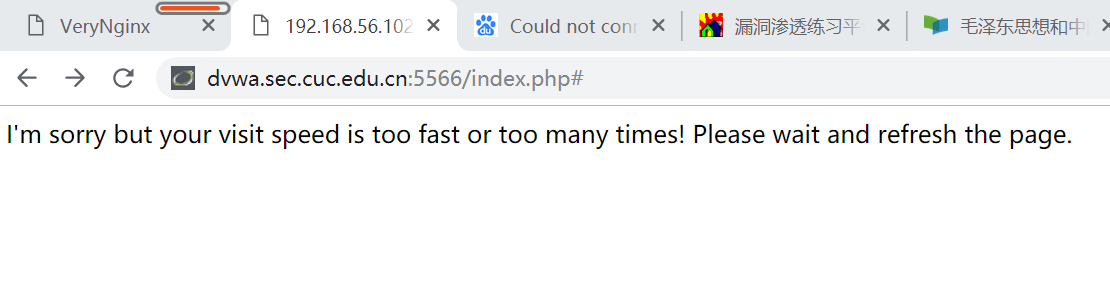 VeryNginx
192.168.56.102
Could not conn
漏洞渗透练习平
毛泽东思想和中
dvwa.sec.cuc.edu.cn:5566/index.php#
I'm sorry but your visit speed is too fast or too many times! Please wait and refresh the page.